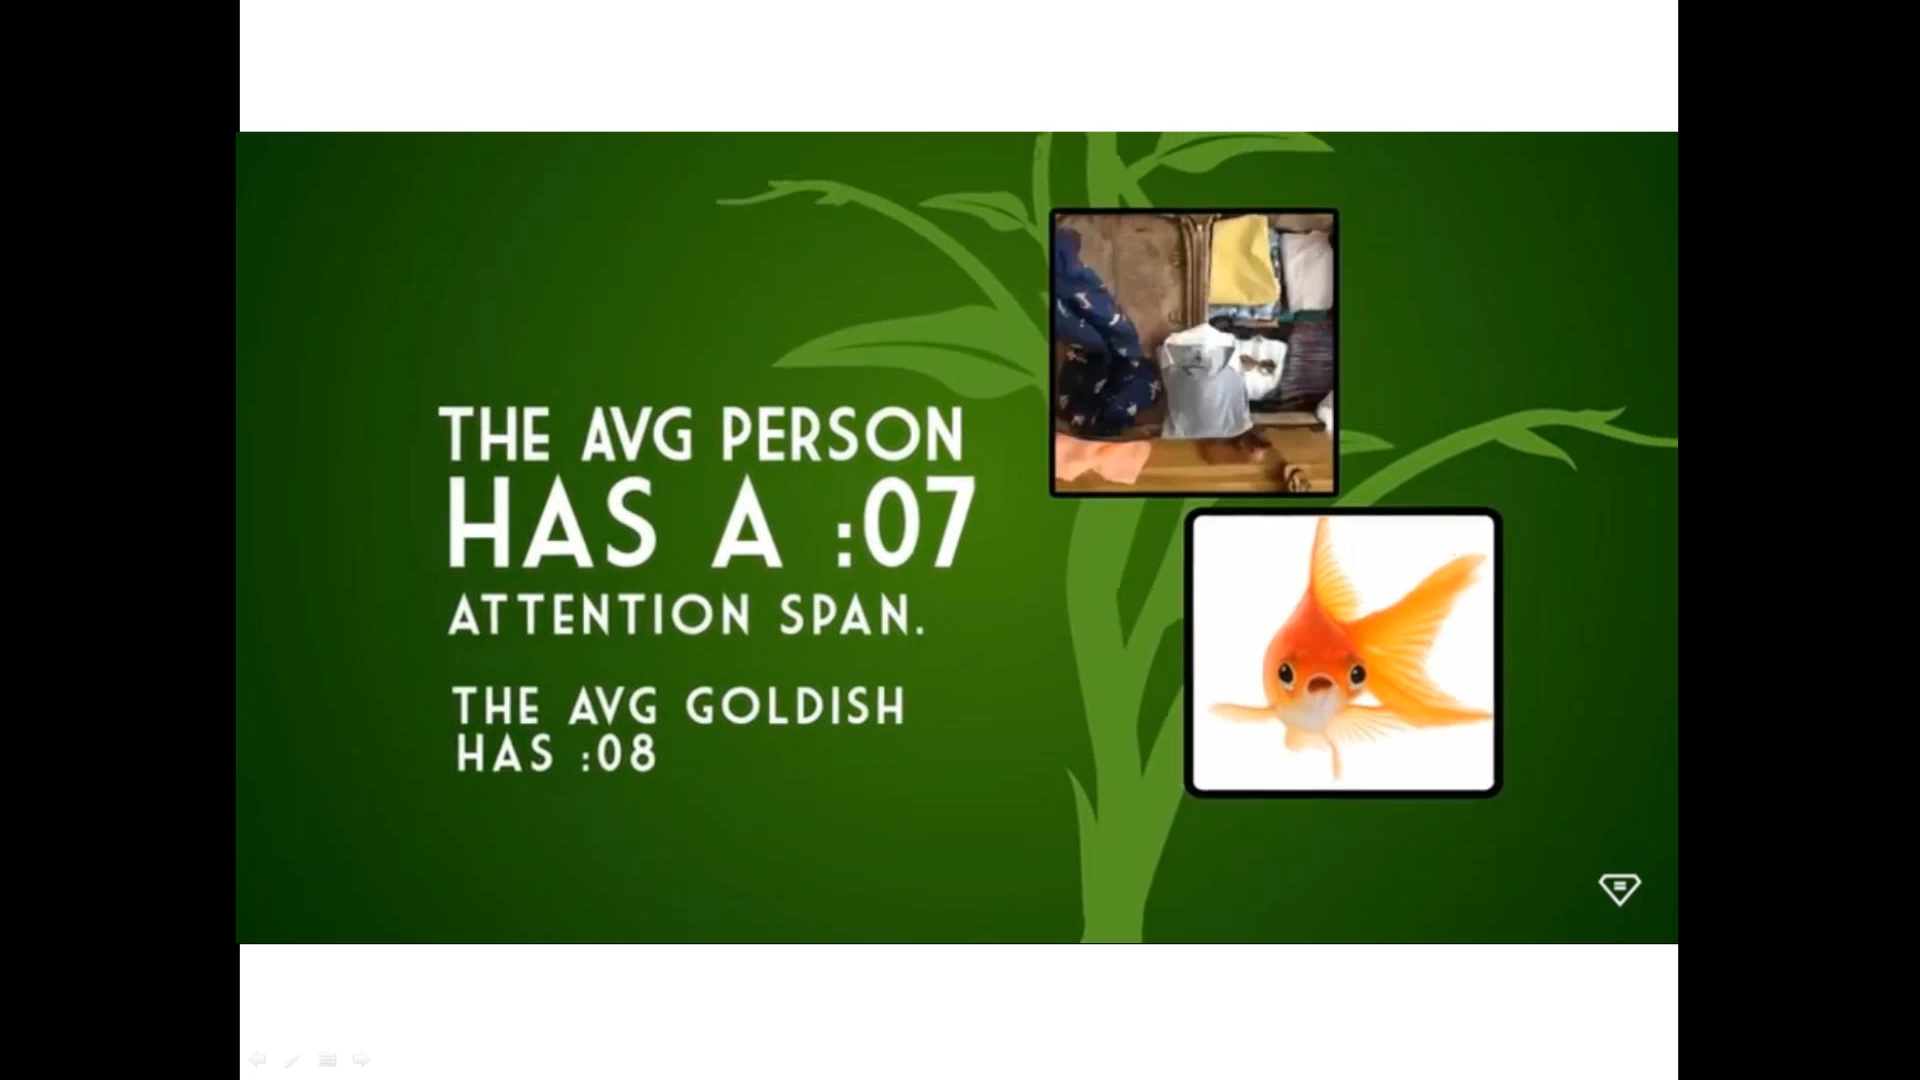 THE AVG PERSON
HAS A :07
ATTENTION SPAN.
THE AVG GOLDISH
HAS :08